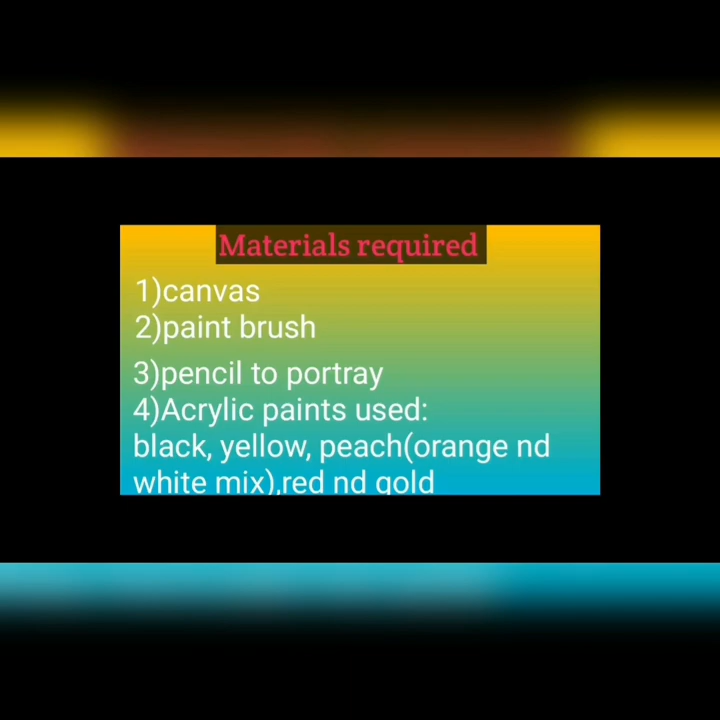 Materials required
1)canvas
2)paint brush
3)pencil to portray
4)Acrylic paints used:
black, yellow, peach(orange nd
white mix),red nd gold